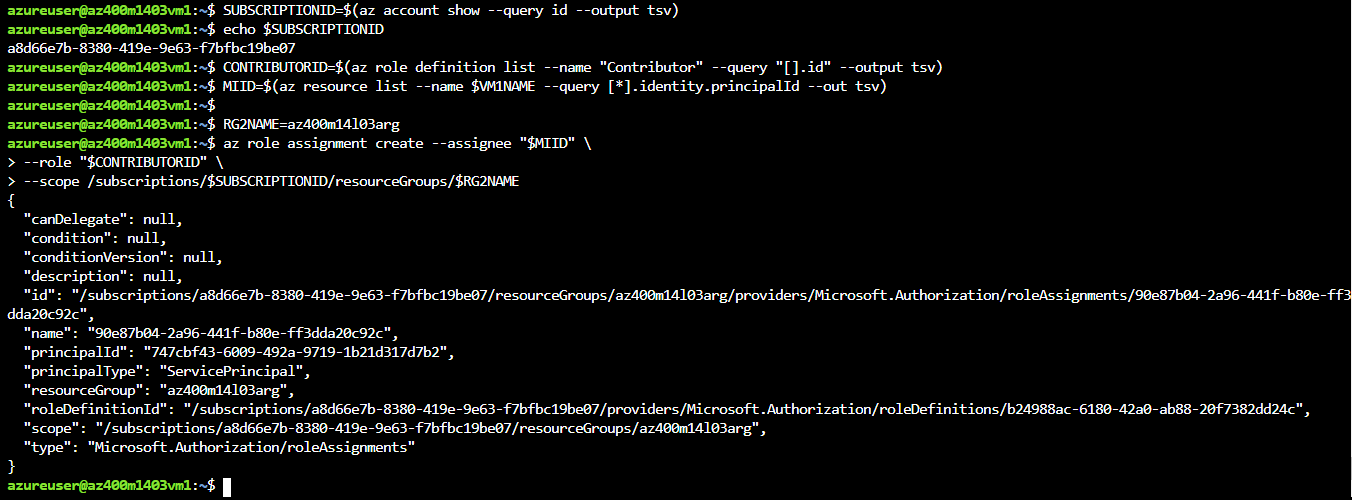 azureuser@az400m1403vm1:~$ SUBSCRIPTIONID=$(az account show --query id --output tsv)
azureuser@az400m1403vm1:~$ echo $SUBSCRIPTIONID
a8d66e7b-8380-419e-9e63-f7bfbc19be07
azureuser@az400m1403vm1:~$ CONTRIBUTORID=$(az role definition list --name "Contributor" --query "[].id" --output tsv)
azureuser@az400m1403vm1:~$ MIID=$(az resource list --name $VM1NAME --query [*].identity.principalId --out tsv)
azureuser@az400m1403vm1:~$
azureuser@az400m1403vm1:~$ RG2NAME=az400m14l03arg
azureuser@az400m1403vm1:~$ az role assignment create --assignee "$MIID" \
> --role "$CONTRIBUTORID" \
> --scope /subscriptions/$SUBSCRIPTIONID/resourceGroups/$RG2NAME
{
  "canDelegate": null,
  "condition": null,
  "conditionVersion": null,
  "description": null,
  "id": "/subscriptions/a8d66e7b-8380-419e-9e63-f7bfbc19be07/resourceGroups/az400m14l03arg/providers/Microsoft.Authorization/roleAssignments/90e87b04-2a96-441f-b80e-ff3
dda20c92c",
  "name": "90e87b04-2a96-441f-b80e-ff3dda20c92c",
  "principalId": "747cbf43-6009-492a-9719-1b21d317d7b2",
  "principalType": "ServicePrincipal",
  "resourceGroup": "az400m14l03arg",
  "roleDefinitionId": "/subscriptions/a8d66e7b-8380-419e-9e63-f7bfbc19be07/providers/Microsoft.Authorization/roleDefinitions/b24988ac-6180-42a0-ab88-20f7382dd24c",
  "scope": "/subscriptions/a8d66e7b-8380-419e-9e63-f7bfbc19be07/resourceGroups/az400m14l03arg",
  "type": "Microsoft.Authorization/roleAssignments"
}
azureuser@az400m1403vm1:~$